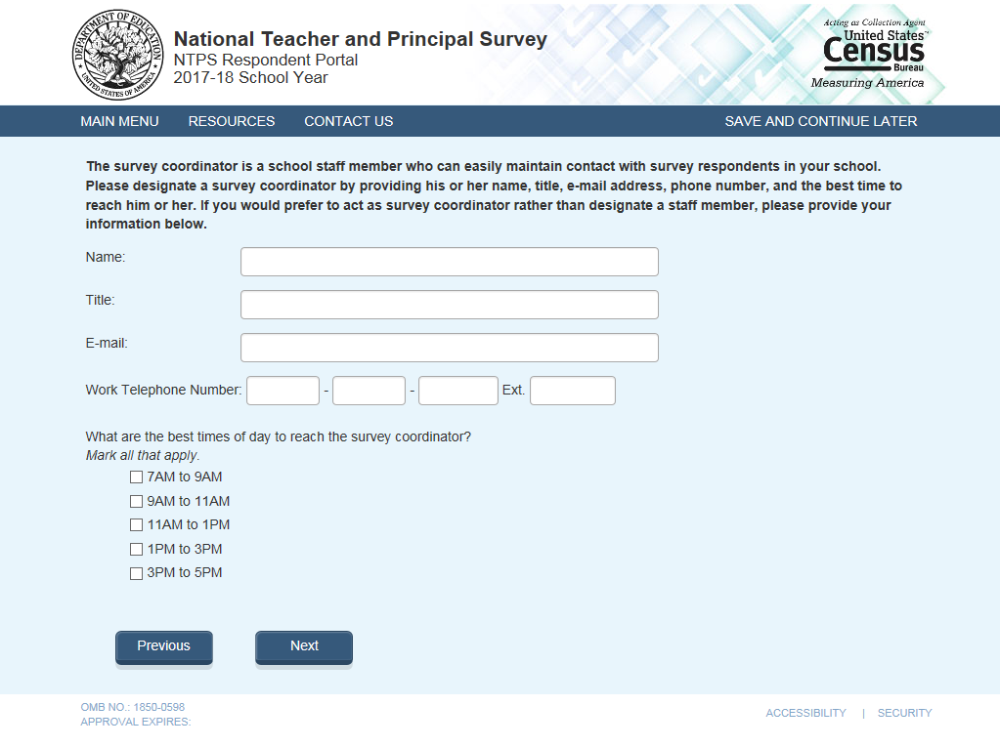 DEPARTMENT OF EDUCATION
UNITED STATES OF AMERICA
National Teacher and Principal Survey
NTPS Respondent Portal
2017-18 School Year
Acting as Collection Agent
United States™
Census
Bureau
Measuring America
MAIN MENU RESOURCES CONTACT US SAVE AND CONTINUE LATER
The survey coordinator is a school staff member who can easily maintain contact with survey respondents in your school.
Please designate a survey coordinator by providing his or her name, title, e-mail address, phone number, and the best time to
reach him or her. If you would prefer to act as survey coordinator rather than designate a staff member, please provide your
information below.
Name:
Title:
E-mail:
Work Telephone Number: - - Ext.
What are the best times of day to reach the survey coordinator?
Mark all that apply.
7AM to 9AM
9AM to 11AM
11AM to 1PM
1PM to 3PM
3PM to 5PM
Previous Next
OMB NO.: 1850-0598
APPROVAL EXPIRES:
ACCESSIBILITY | SECURITY